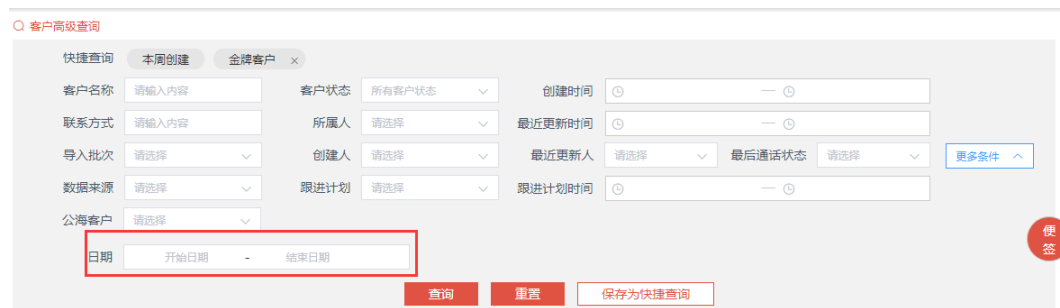 客户高级查询
快捷查询 本周创建 金牌客户 ×
客户名称 请输入内容 客户状态 所有客户状态 创建时间 —
联系方式 请输入内容 所属人 请选择 最近更新时间 —
导入批次 请选择 创建人 请选择 最近更新人 请选择 最后通话状态 请选择 更多条件
数据来源 请选择 跟进计划 请选择 跟进计划时间 —
公海客户 请选择
便签
日期 开始日期 - 结束日期
查询 重置 保存为快捷查询